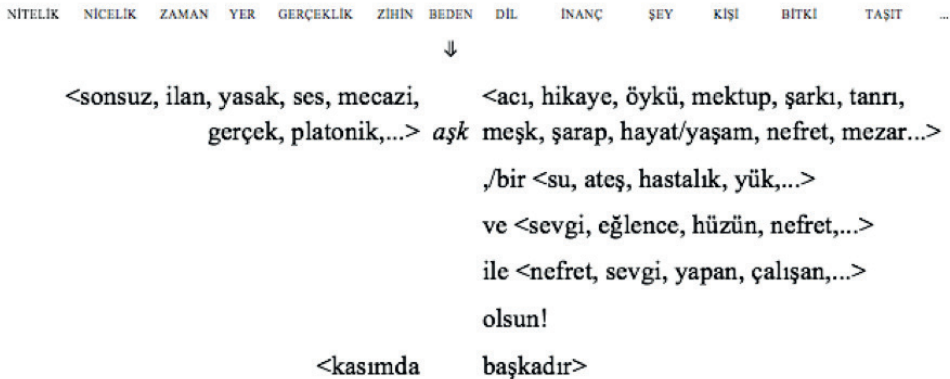 NİTELİK NİCELİK ZAMAN YER GERÇEKLİK ZİHİN BEDEN DİL İNANÇ ŞEY KİŞİ BİTKİ TAŞIT ...
⇓
<sonsuz, ilan, yasak, ses, mecazi, <acı, hikaye, öykü, mektup, şarkı, tanrı,
gerçek, platonik,...> aşk meşk, şarap, hayat/yaşam, nefret, mezar...>
,/bir <su, ateş, hastalık, yük,...>
ve <sevgi, eğlence, hüzün, nefret,...>
ile <nefret, sevgi, yapan, çalışan,...>
olsun!
<kasımda başkadır>